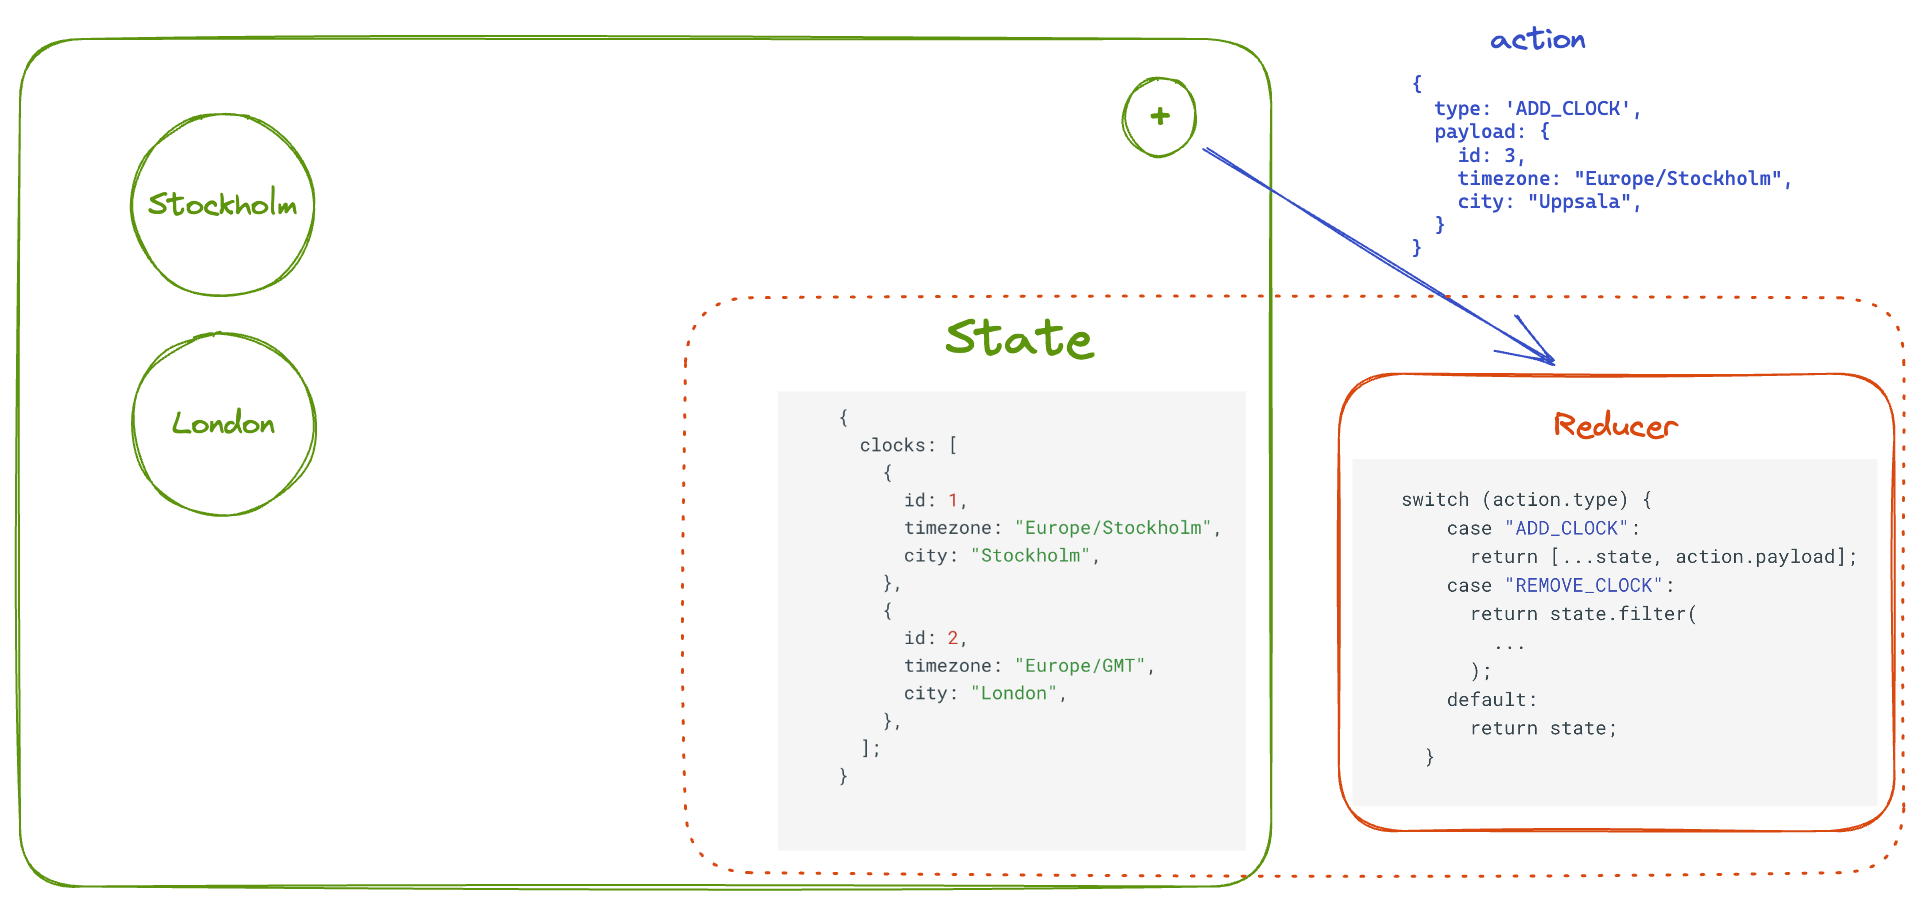 action
{
  type: 'ADD_CLOCK',
  payload: {
    id: 3,
    timezone: "Europe/Stockholm",
    city: "Uppsala",
  }
}
+
Stockholm
London
State
{
  clocks: [
    {
      id: 1,
      timezone: "Europe/Stockholm",
      city: "Stockholm",
    },
    {
      id: 2,
      timezone: "Europe/GMT",
      city: "London",
    },
  ];
}
Reducer
switch (action.type) {
    case "ADD_CLOCK":
      return [...state, action.payload];
    case "REMOVE_CLOCK":
      return state.filter(
        ...
      );
    default:
      return state;
  }